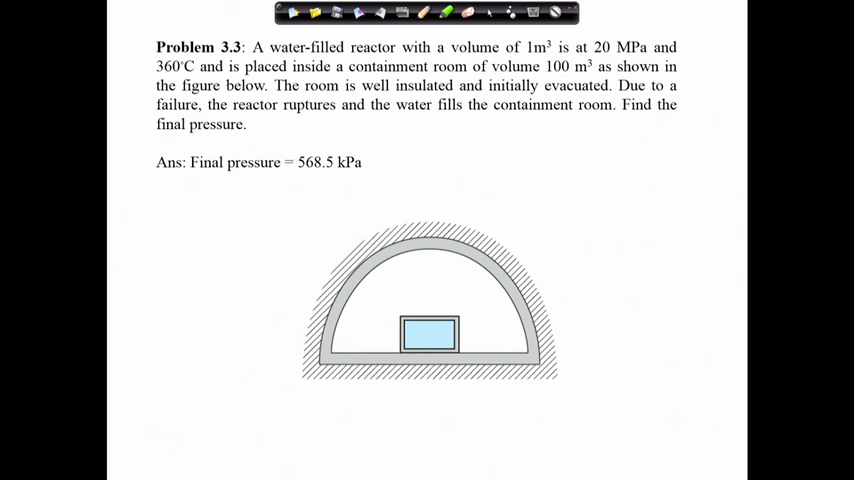 Problem 3.3: A water-filled reactor with a volume of 1m³ is at 20 MPa and
360°C and is placed inside a containment room of volume 100 m³ as shown in
the figure below. The room is well insulated and initially evacuated. Due to a
failure, the reactor ruptures and the water fills the containment room. Find the
final pressure.
Ans: Final pressure = 568.5 kPa